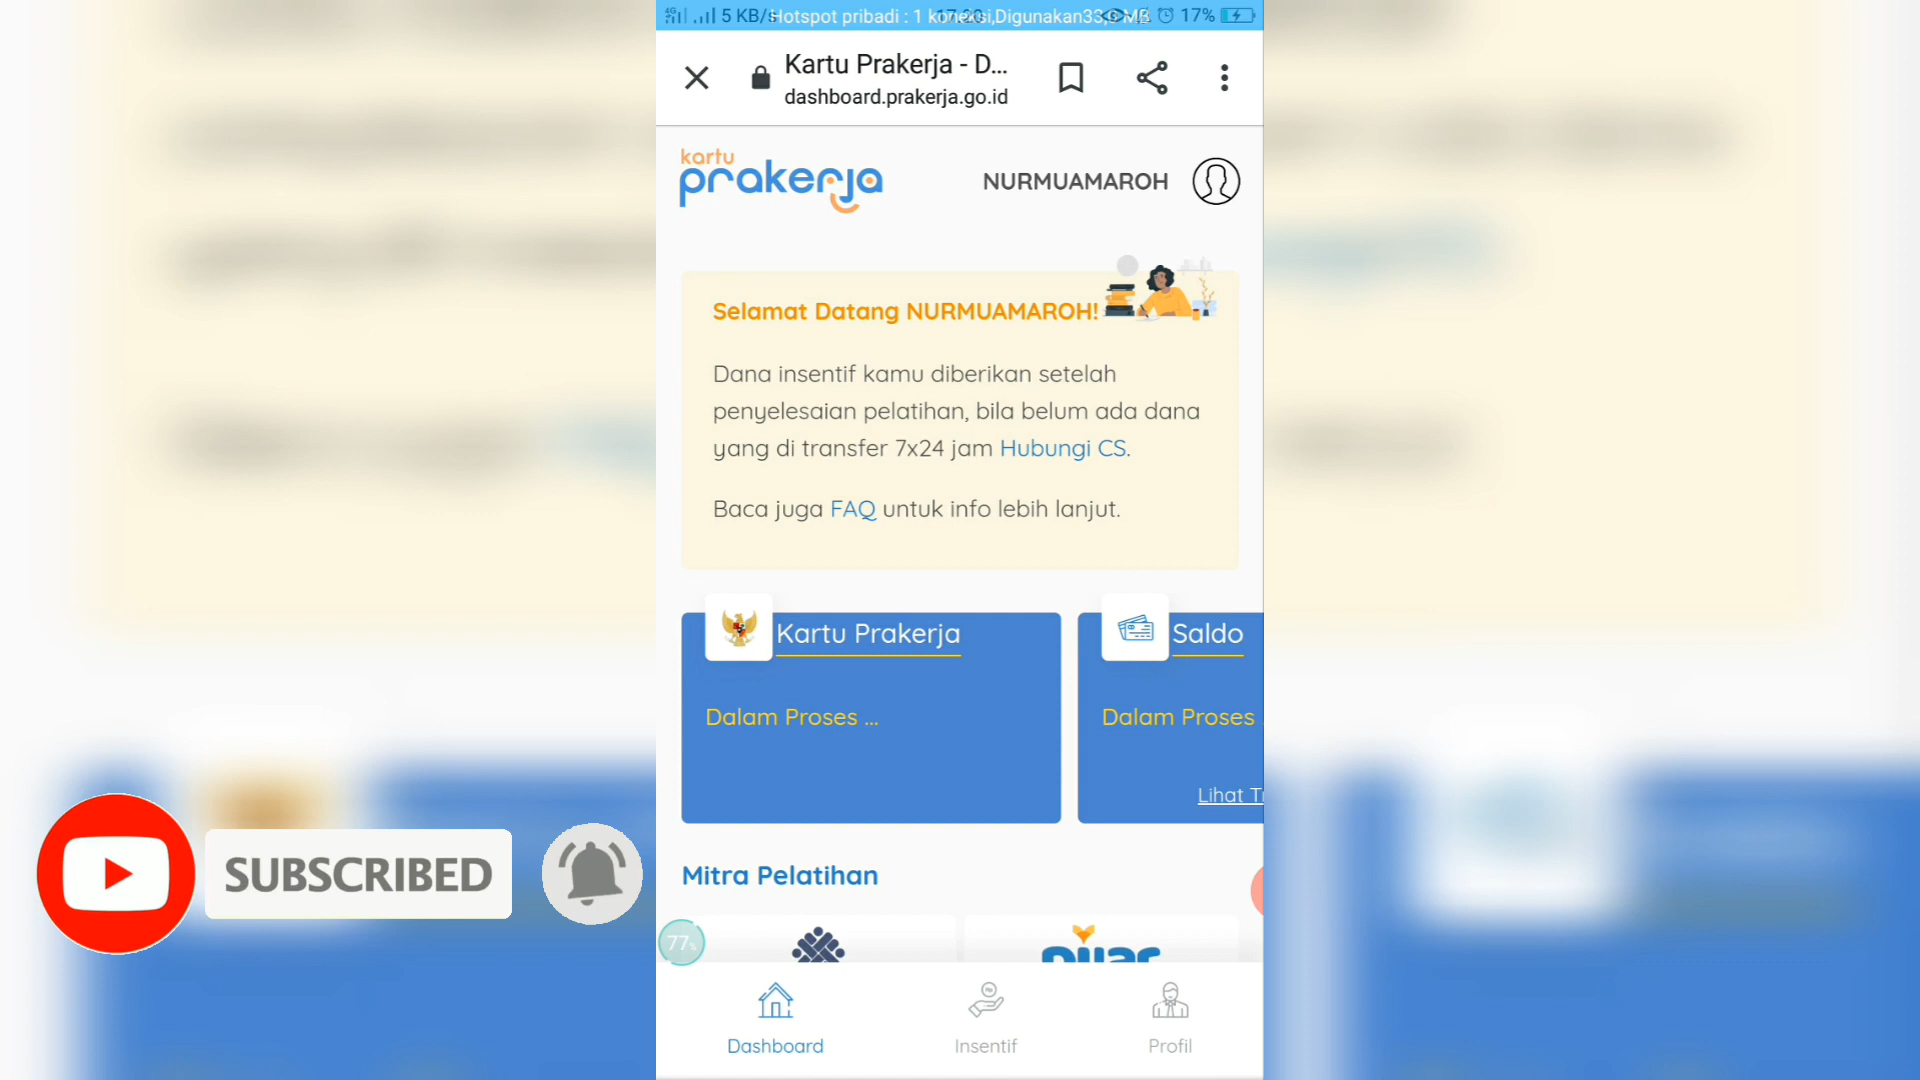 4G 5 KB/s Hotspot pribadi : 1 koneksi,Digunakan33, MB 17%
Kartu Prakerja - D...
dashboard.prakerja.go.id
kartu
prakerja
NURMUAMAROH
Selamat Datang NURMUAMAROH!
Dana insentif kamu diberikan setelah
penyelesaian pelatihan, bila belum ada dana
yang di transfer 7x24 jam Hubungi CS.
Baca juga FAQ untuk info lebih lanjut.
Kartu Prakerja
Saldo
Dalam Proses ...
Dalam Proses
Lihat T
SUBSCRIBED
Mitra Pelatihan
77%
Dashboard
Insentif
Profil